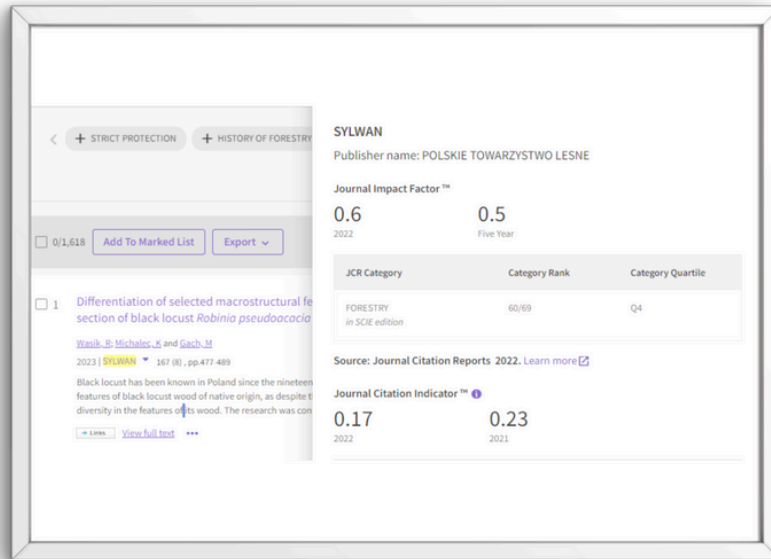 + STRICT PROTECTION
+ HISTORY OF FORESTRY
0/1,618
Add To Marked List
Export
1
Differentiation of selected macrostructural fe
section of black locust Robinia pseudoacacia
Wasik, R; Michalec, K and Gach, M
2023 | SYLWAN 167 (8) , pp.477-489
Black locust has been known in Poland since the nineteen
features of black locust wood of native origin, as despite t
diversity in the features of its wood. The research was con
Links View full text •••
SYLWAN
Publisher name: POLSKIE TOWARZYSTWO LESNE
Journal Impact Factor ™
0.6 0.5
2022 Five Year
JCR Category Category Rank Category Quartile
FORESTRY 60/69 Q4
in SCIE edition
Source: Journal Citation Reports 2022. Learn more
Journal Citation Indicator ™
0.17 0.23
2022 2021